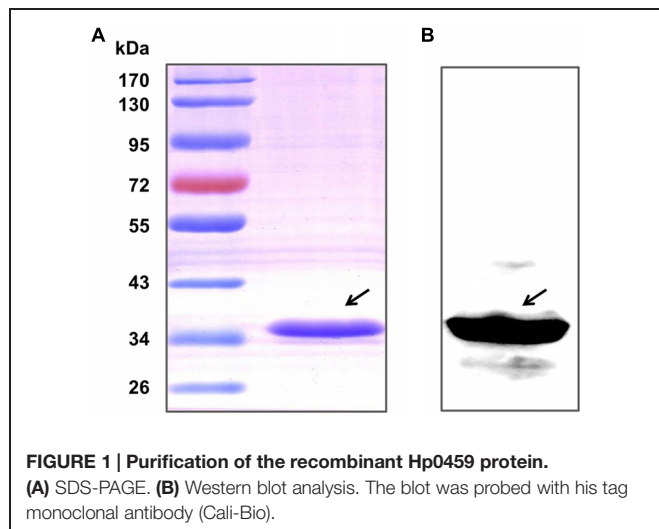 A
kDa
170
130
95
72
55
43
34
26
B
FIGURE 1 | Purification of the recombinant Hp0459 protein.
(A) SDS-PAGE. (B) Western blot analysis. The blot was probed with his tag
monoclonal antibody (Cali-Bio).